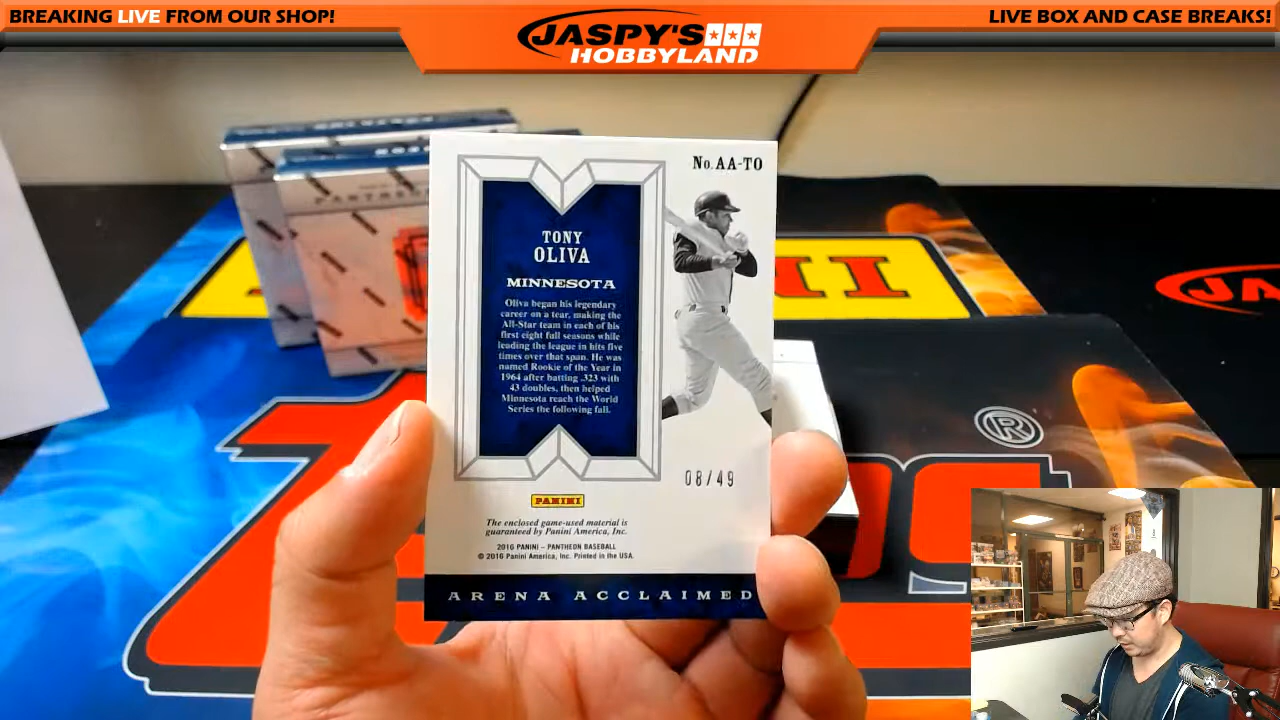 BREAKING LIVE FROM OUR SHOP!
JASPY'S
HOBBYLAND
LIVE BOX AND CASE BREAKS!
No. AA-TO
TONY
OLIVA
MINNESOTA
Oliva began his legendary
career on a tear, making the
All-Star team in each of his
first eight full seasons while
leading the league in hits five
times over that span. He was
named Rookie of the Year in
1964 after batting .323 with
43 doubles, then helped
Minnesota reach the World
Series the following fall.
08/49
PANINI
The enclosed game-used material is
guaranteed by Panini America, Inc.
2016 PANINI – PANTHEON BASEBALL
© 2016 Panini America, Inc. Printed in the USA.
ARENA ACCLAIMED
JA
®